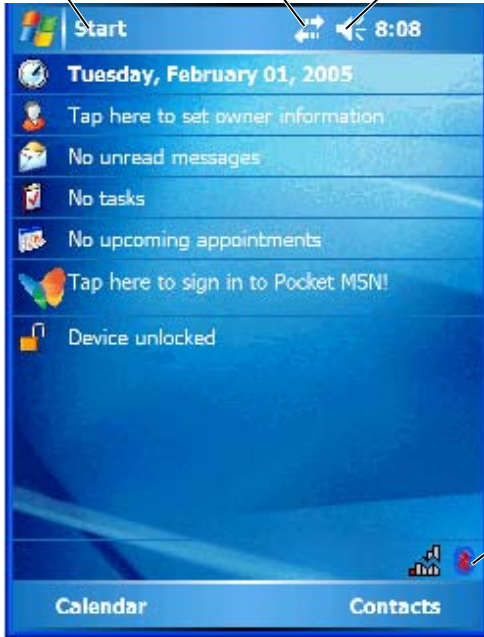 Start 8:08
Tuesday, February 01, 2005
Tap here to set owner information
No unread messages
No tasks
No upcoming appointments
Tap here to sign in to Pocket MSN!
Device unlocked
Calendar Contacts